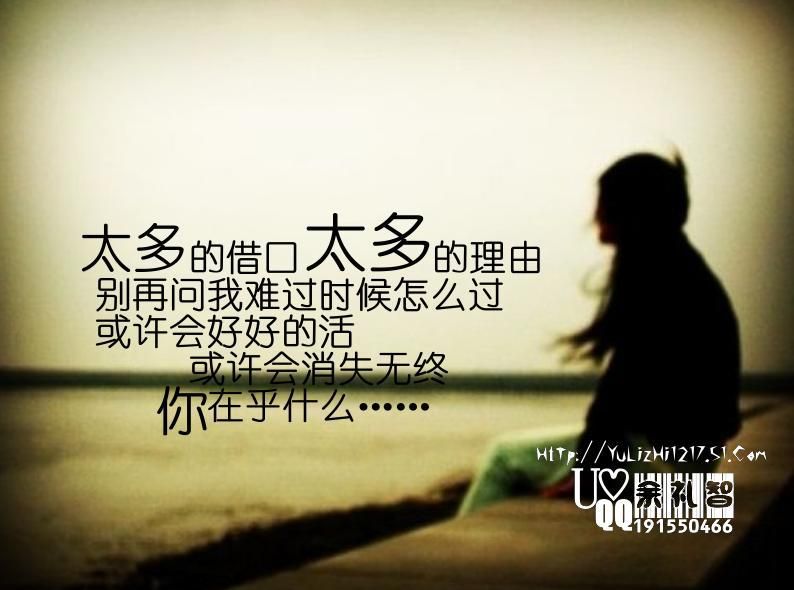 太多的借口太多的理由
别再问我难过时候怎么过
或许会好好的活
或许会消失无终
你在乎什么••••••
Http://YuLizHi1217.51.Com
U♡余礼智
QQ191550466